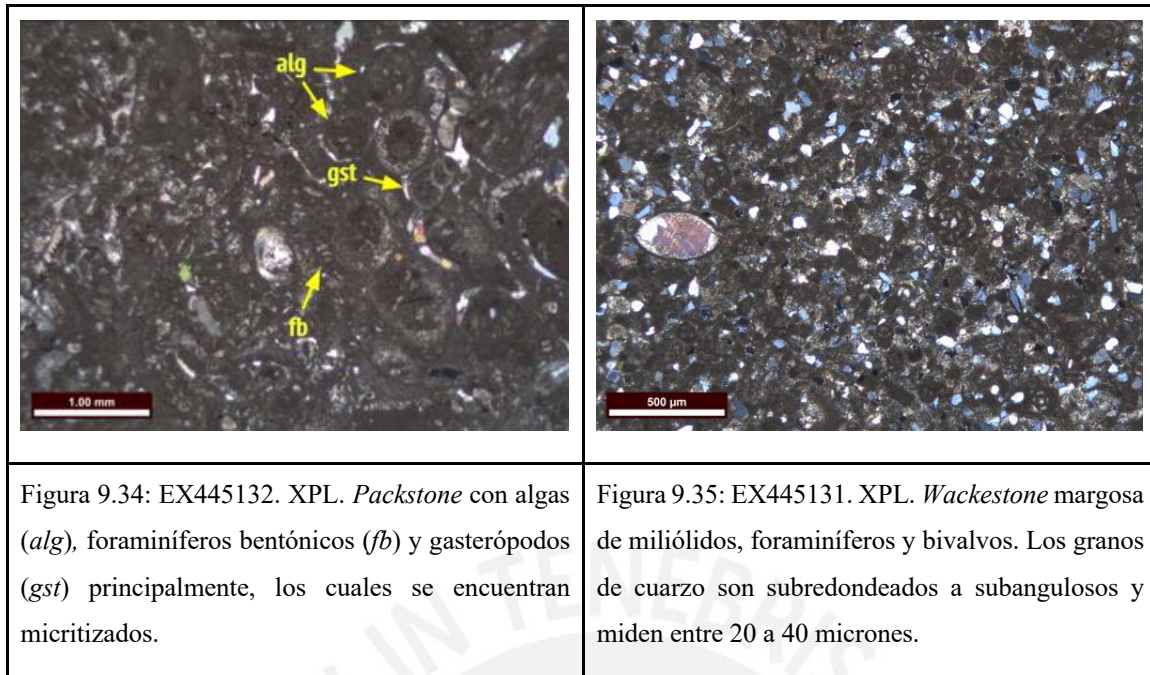 alg
gst
fb
1.00 mm
500 µm
Figura 9.34: EX445132. XPL. Packstone con algas
(alg), foraminíferos bentónicos (fb) y gasterópodos
(gst) principalmente, los cuales se encuentran
micritizados.
Figura 9.35: EX445131. XPL. Wackestone margosa
de miliólidos, foraminíferos y bivalvos. Los granos
de cuarzo son subredondeados a subangulosos y
miden entre 20 a 40 micrones.
IN TENEBRIS